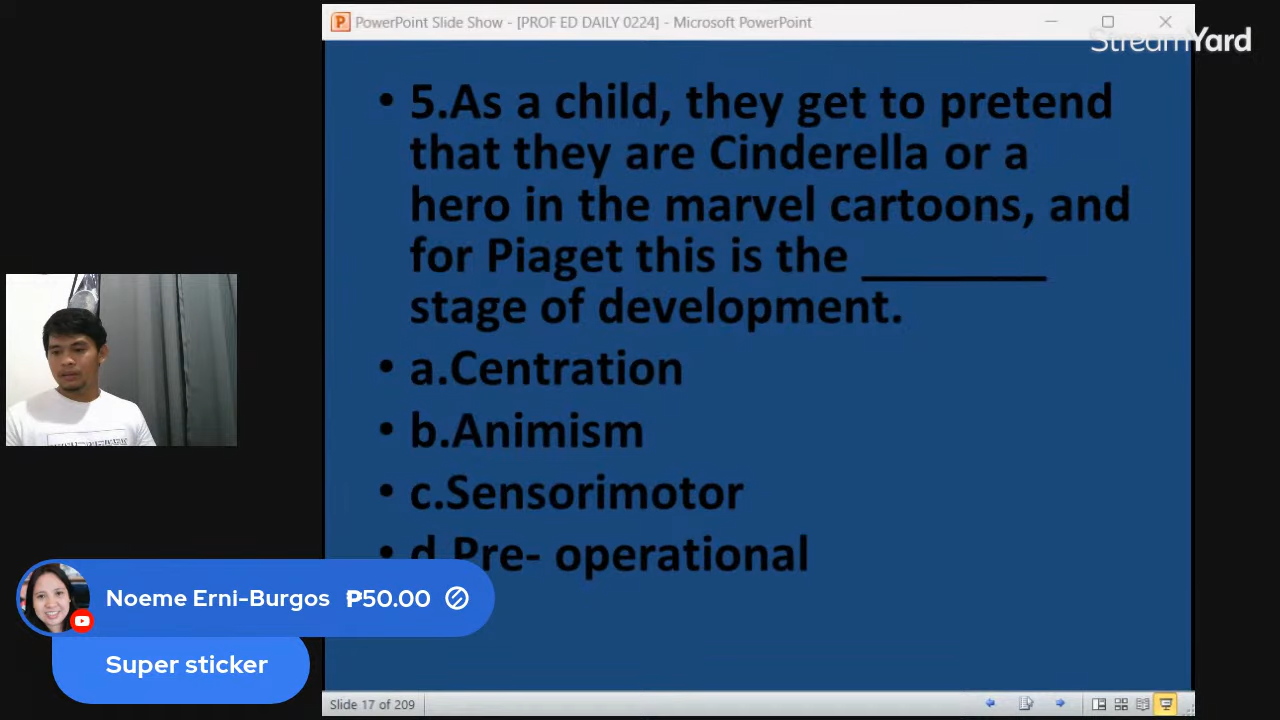 PowerPoint Slide Show - [PROF ED DAILY 0224] - Microsoft PowerPoint
StreamYard
• 5.As a child, they get to pretend
that they are Cinderella or a
hero in the marvel cartoons, and
for Piaget this is the ________
stage of development.
• a.Centration
• b.Animism
• c.Sensorimotor
• d.Pre- operational
Noeme Erni-Burgos ₱50.00
Super sticker
Slide 17 of 209